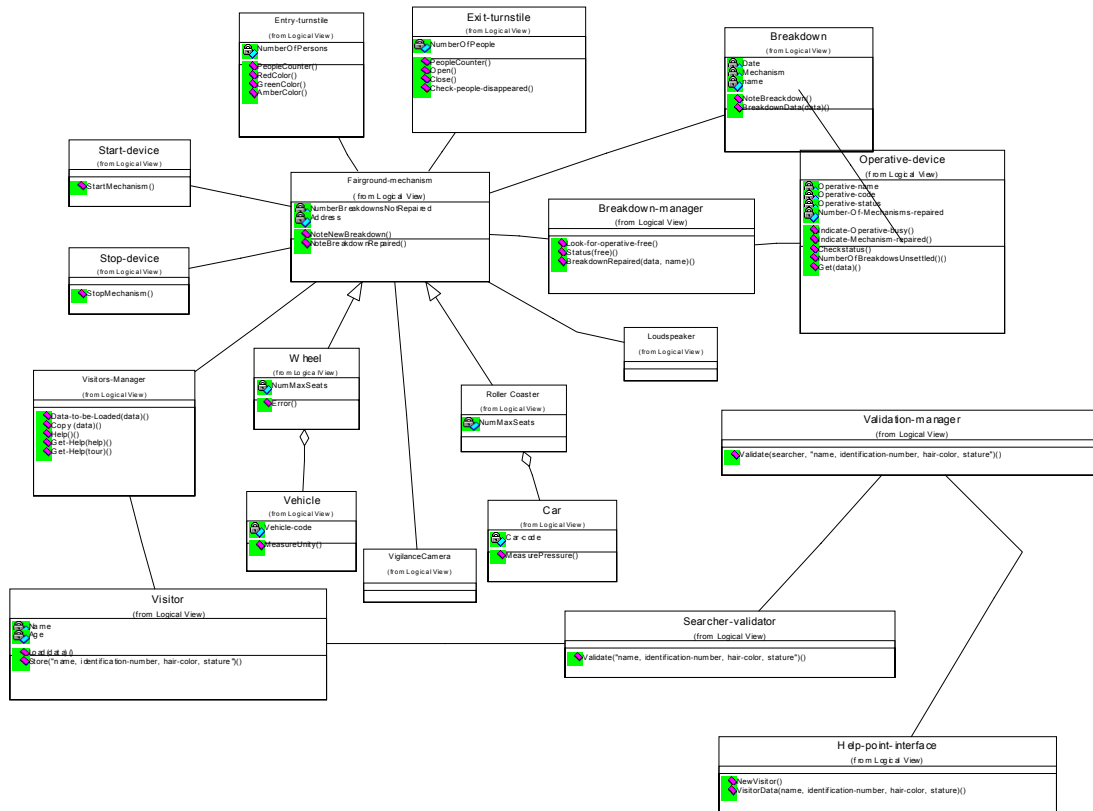 Entry-turnstile
(from Logical View)
NumberOfPersons
PeopleCounter()
RedColor()
GreenColor()
AmberColor()
Exit-turnstile
(from Logical View)
NumberOfPeople
PeopleCounter()
Open()
Close()
Check-people-disappeared()
Breakdown
(from Logical View)
Date
Mechanism
name
NoteBreackdown()
BreakdownData(data)()
Start-device
(from Logical View)
StartMechanism()
Fairground-mechanism
(from Logical View)
NumberBreakdownsNotRepaired
Address
NoteNewBreakdown()
NoteBreakdownRepaired()
Operative-device
(from Logical View)
Operative-name
Operative-code
Operative-status
Number-Of-Mechanisms-repaired
Indicate-Operative-busy()
Indicate-Mechanism-repaired()
Checkstatus()
NumberOfBreakdowsUnsettled()()
Get(data)()
Breakdown-manager
(from Logical View)
Look-for-operative-free()
Status(free)()
BreakdownRepaired(data, name)()
Stop-device
(from Logical View)
StopMechanism()
Loudspeaker
(from Logical View)
Wheel
(from Logical View)
NumMaxSeats
Error()
Visitors-Manager
(from Logical View)
Data-to-be-Loaded(data)()
Copy (data)()
Help()()
Get-Help(help)()
Get-Help(tour)()
Roller Coaster
(from Logical View)
NumMaxSeats
Validation-manager
(from Logical View)
Validate(searcher, "name, identification-number, hair-color, stature")()
Vehicle
(from Logical View)
Vehicle-code
MeasureUnity()
Car
(from Logical View)
Car-code
MeasurePressure()
VigilanceCamera
(from Logical View)
Visitor
(from Logical View)
Name
Age
Load(data)()
Store("name, identification-number, hair-color, stature")()
Searcher-validator
(from Logical View)
Validate("name, identification-number, hair-color, stature")()
Help-point-interface
(from Logical View)
NewVisitor()
VisitorData(name, identification-number, hair-color, stature)()